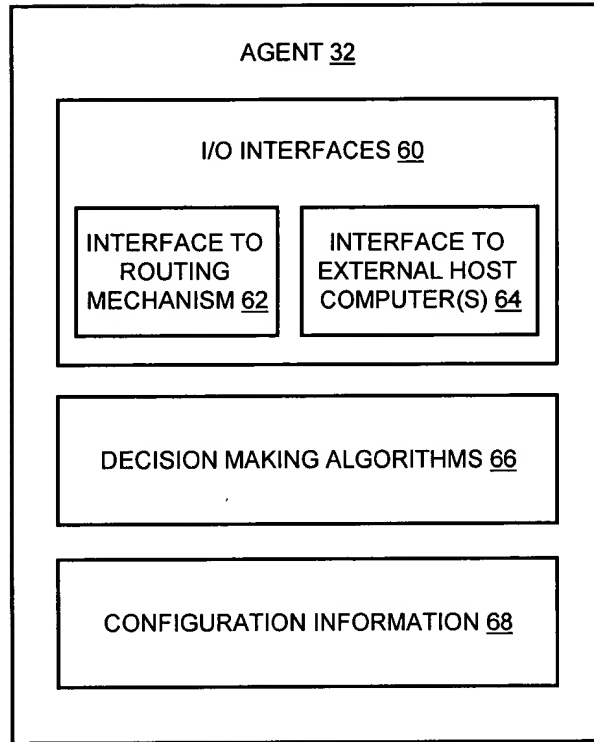 AGENT 32
I/O INTERFACES 60
INTERFACE TO
ROUTING
MECHANISM 62
INTERFACE TO
EXTERNAL HOST
COMPUTER(S) 64
DECISION MAKING ALGORITHMS 66
CONFIGURATION INFORMATION 68